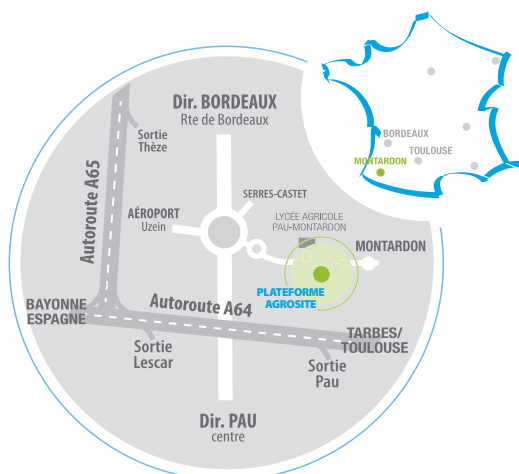 Dir. BORDEAUX
Rte de Bordeaux
Sortie
Thèze
Autoroute A65
BORDEAUX
TOULOUSE
MONTARDON
SERRES-CASTET
AÉROPORT
Uzein
LYCÉE AGRICOLE
PAU-MONTARDON
MONTARDON
PLATEFORME
AGROSITE
BAYONNE
ESPAGNE
Autoroute A64
TARBES/
TOULOUSE
Sortie
Lescar
Sortie
Pau
Dir. PAU
centre